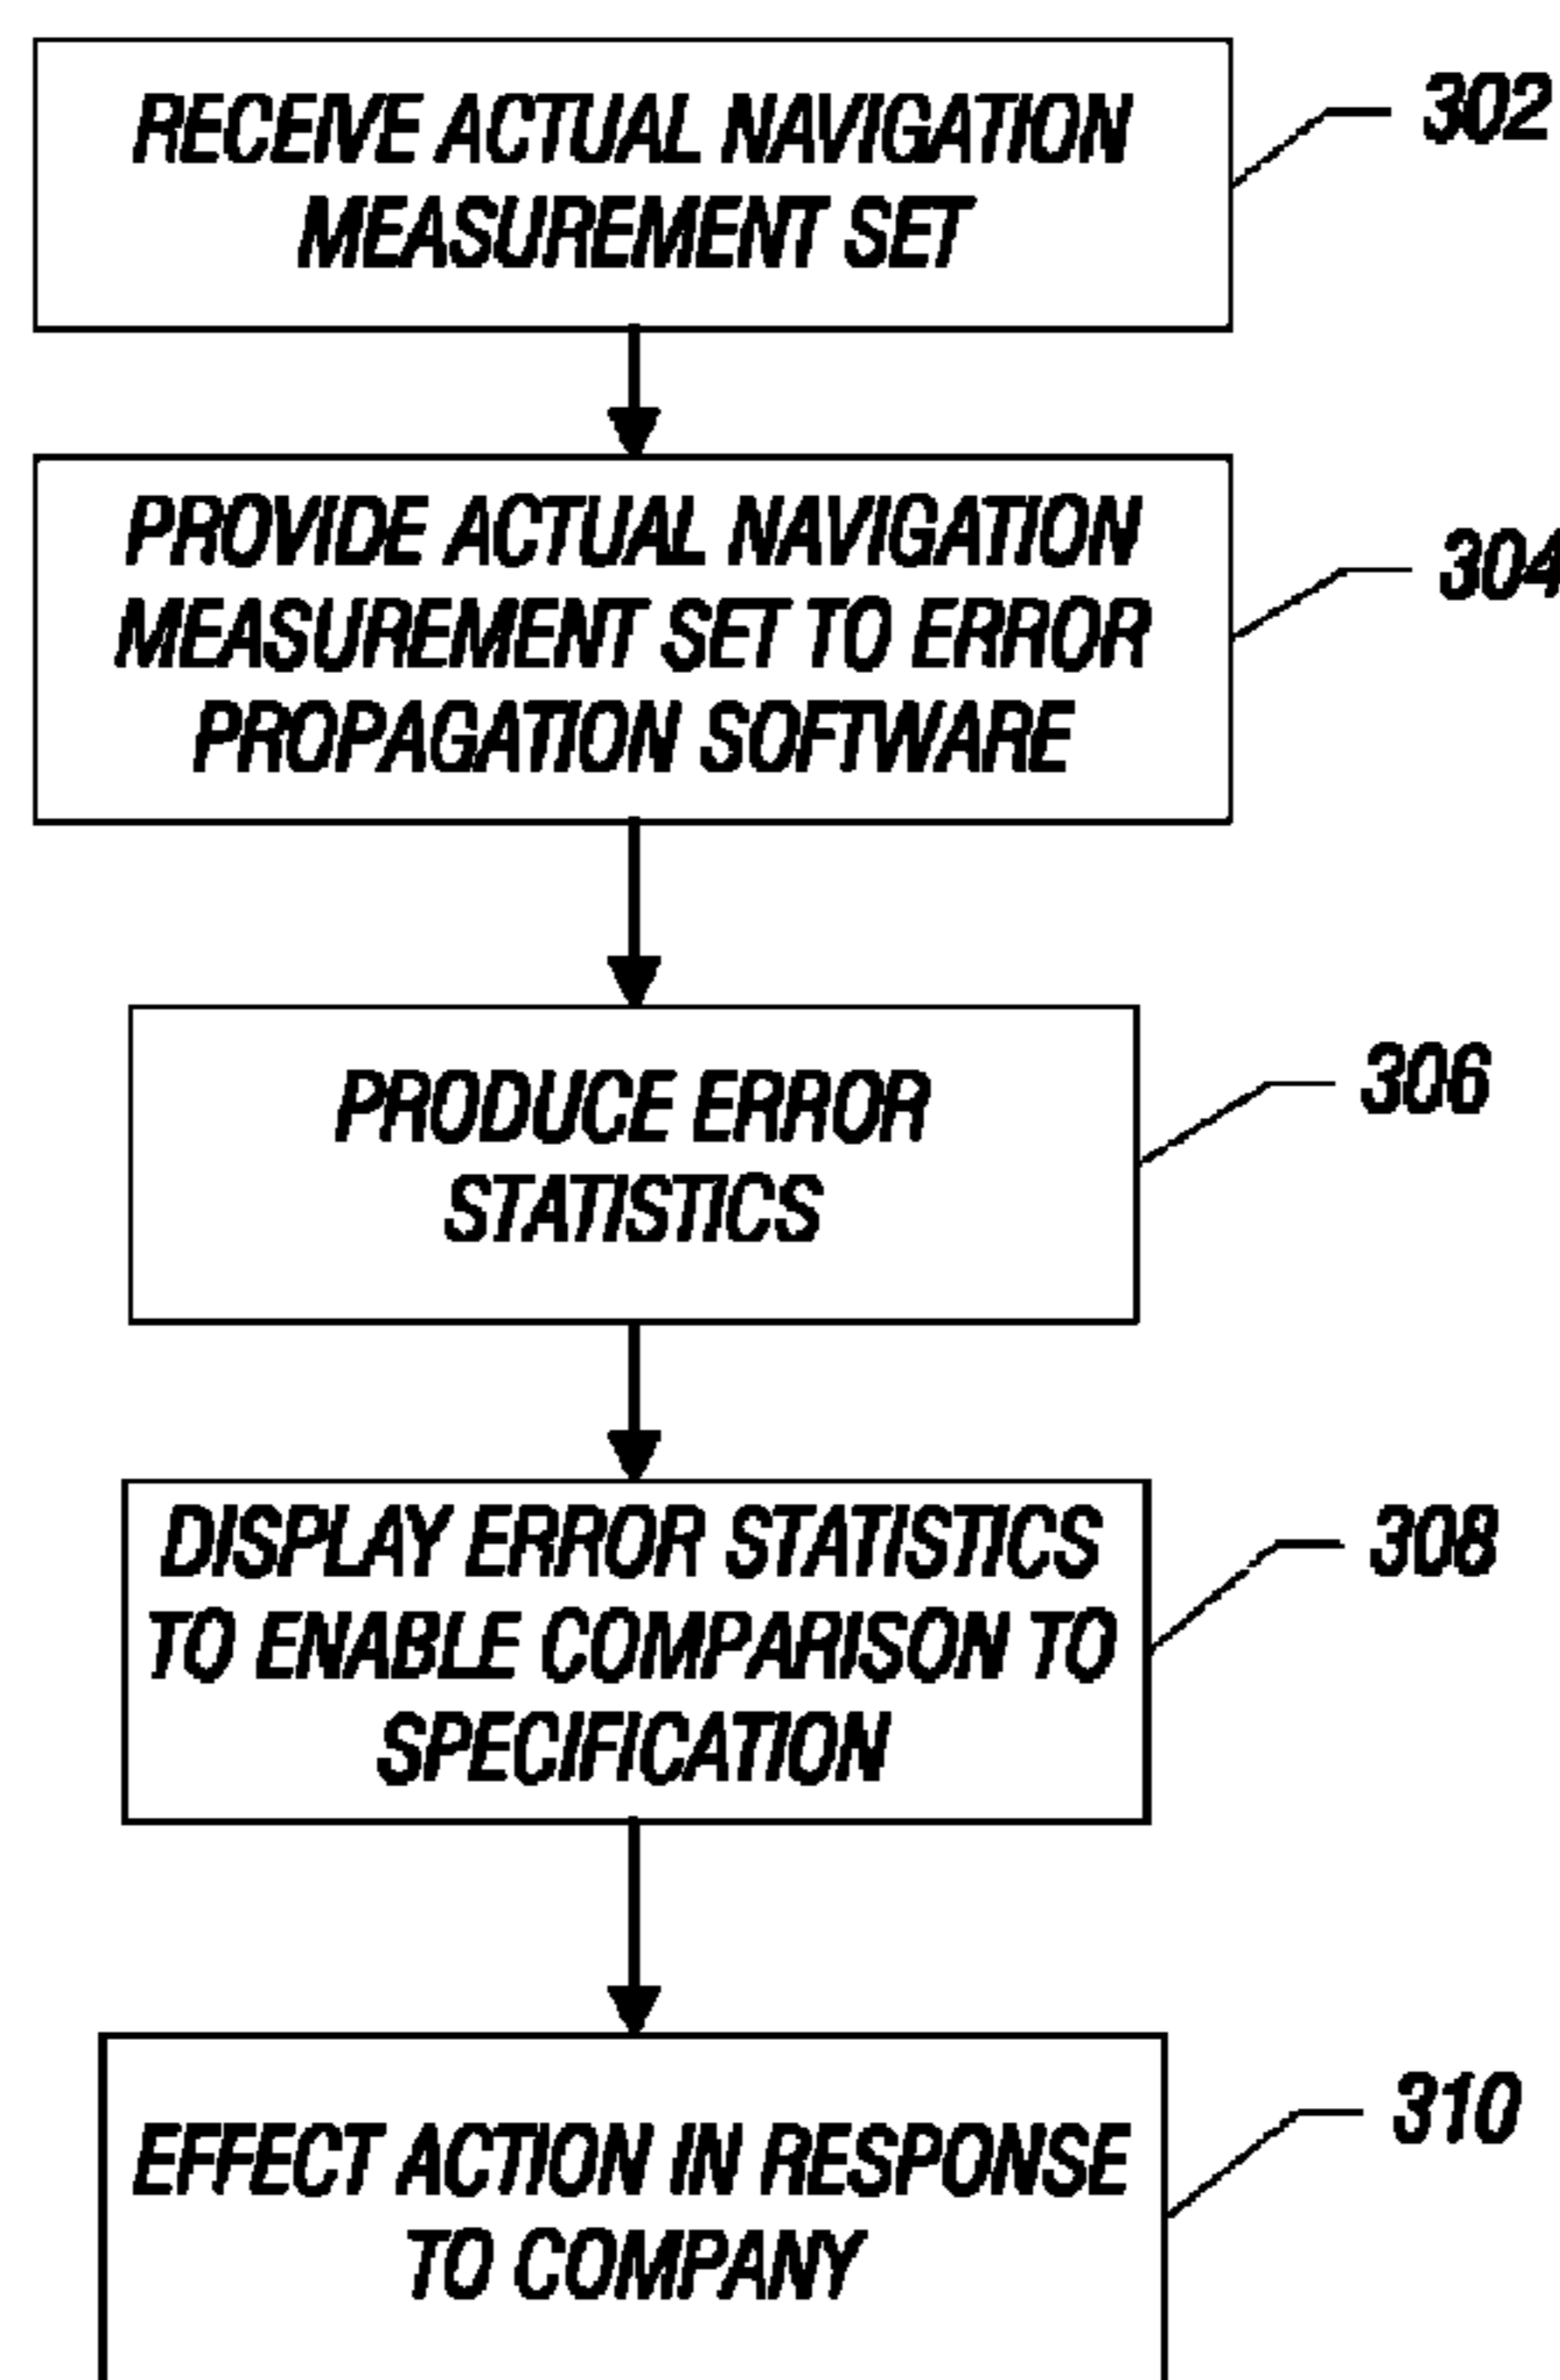 RECEIVE ACTUAL NAVIGATION
MEASUREMENT SET
302
PROVIDE ACTUAL NAVIGATION
MEASUREMENT SET TO ERROR
PROPAGATION SOFTWARE
304
PRODUCE ERROR
STATISTICS
306
DISPLAY ERROR STATISTICS
TO ENABLE COMPARISON TO
SPECIFICATION
308
EFFECT ACTION IN RESPONSE
TO COMPANY
310